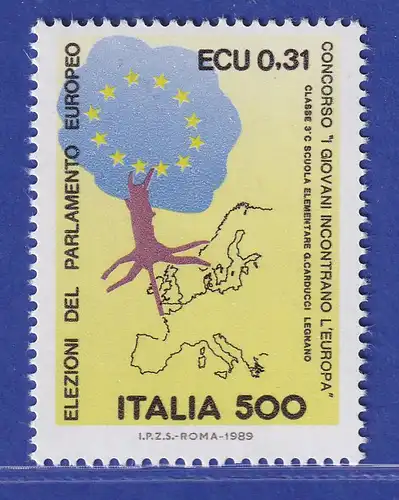 ECU 0.31
ELEZIONI DEL PARLAMENTO EUROPEO
CONCORSO "I GIOVANI INCONTRANO L'EUROPA"
CLASSE 3ª C SCUOLA ELEMENTARE G.CARDUCCI LEGNANO
ITALIA 500
I.P.Z.S.-ROMA-1989